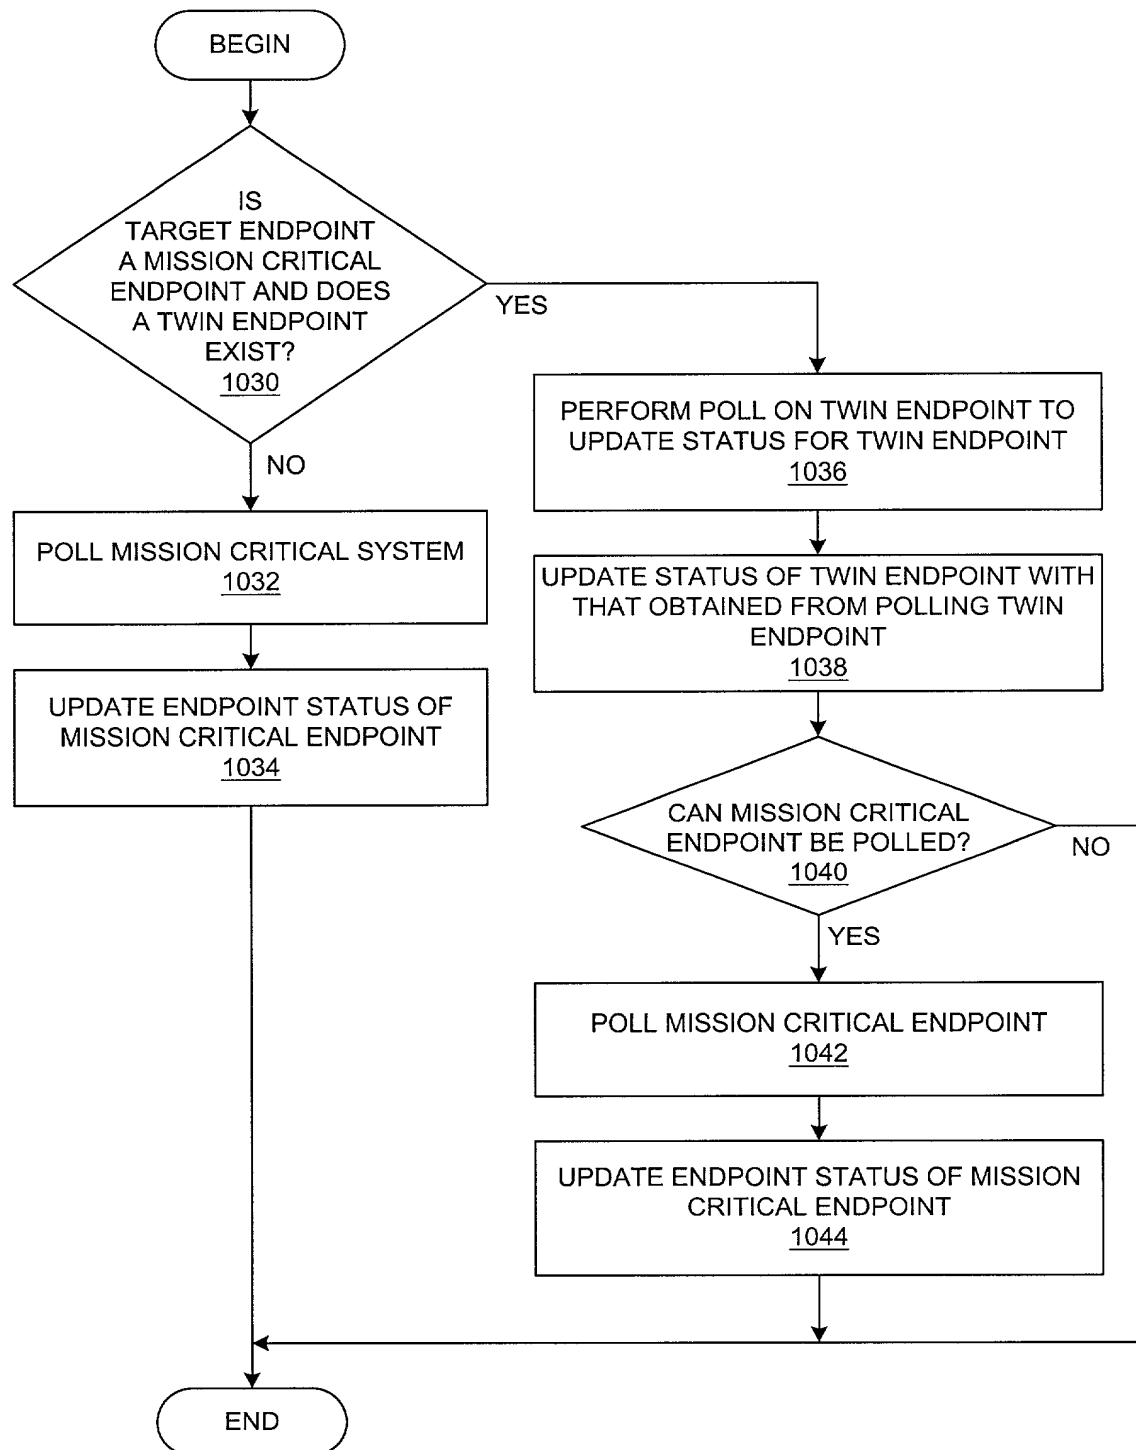 BEGIN
IS
TARGET ENDPOINT
A MISSION CRITICAL
ENDPOINT AND DOES
A TWIN ENDPOINT
EXIST?
1030
YES
NO
POLL MISSION CRITICAL SYSTEM
1032
UPDATE ENDPOINT STATUS OF
MISSION CRITICAL ENDPOINT
1034
PERFORM POLL ON TWIN ENDPOINT TO
UPDATE STATUS FOR TWIN ENDPOINT
1036
UPDATE STATUS OF TWIN ENDPOINT WITH
THAT OBTAINED FROM POLLING TWIN
ENDPOINT
1038
CAN MISSION CRITICAL
ENDPOINT BE POLLED?
1040
NO
YES
POLL MISSION CRITICAL ENDPOINT
1042
UPDATE ENDPOINT STATUS OF MISSION
CRITICAL ENDPOINT
1044
END